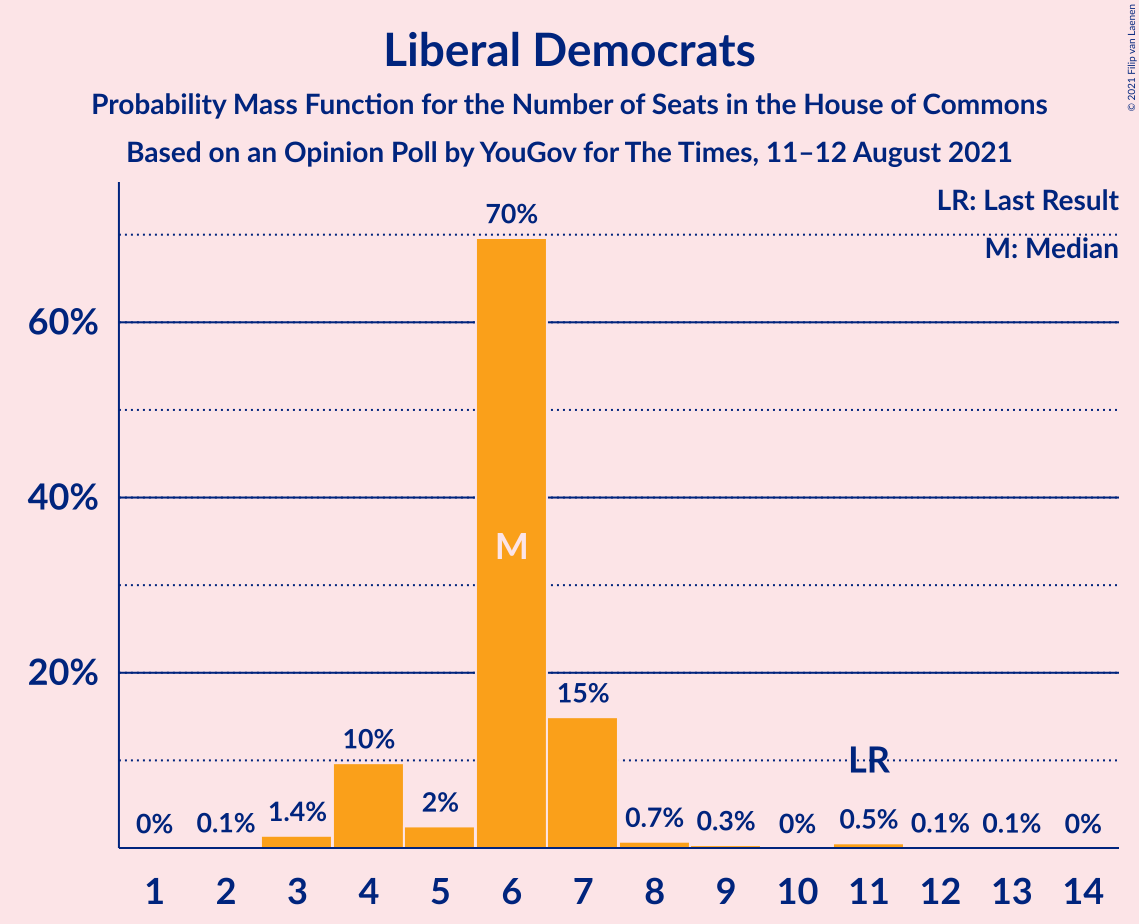 Liberal Democrats
Probability Mass Function for the Number of Seats in the House of Commons
Based on an Opinion Poll by YouGov for The Times, 11–12 August 2021
© 2021 Filip van Laenen
LR: Last Result
M: Median
60%
40%
20%
0%
0.1%
1.4%
10%
2%
70%
M
15%
0.7%
0.3%
0%
LR
0.5%
0.1%
0.1%
0%
1 2 3 4 5 6 7 8 9 10 11 12 13 14